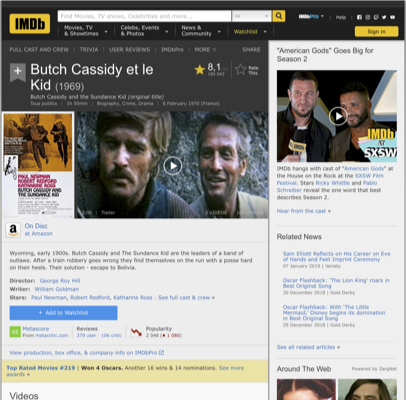 IMDb
Find Movies, TV shows, Celebrities and more...
All
Movies, TV
& Showtimes
Celebs, Events
& Photos
News &
Community
Watchlist
IMDbPro
Help
Sign in
FULL CAST AND CREW | TRIVIA | USER REVIEWS | IMDbPro | MORE
SHARE
Butch Cassidy et le
Kid (1969)
8,1
Rate
This
Butch Cassidy and the Sundance Kid (original title)
Tous publics | 1h 50min | Biography, Crime, Drama | 6 February 1970 (France)
PAUL NEWMAN
ROBERT REDFORD
KATHARINE ROSS
BUTCH CASSIDY AND
THE SUNDANCE KID
Trailer
On Disc
at Amazon
Wyoming, early 1900s. Butch Cassidy and The Sundance Kid are the leaders of a band of
outlaws. After a train robbery goes wrong they find themselves on the run with a posse hard
on their heels. Their solution - escape to Bolivia.
Director: George Roy Hill
Writer: William Goldman
Stars: Paul Newman, Robert Redford, Katharine Ross | See full cast & crew »
+ Add to Watchlist
Metascore
From metacritic.com
Reviews
279 user | 106 critic
Popularity
2 048
View production, box office, & company info on IMDbPro
Top Rated Movies #219 | Won 4 Oscars. Another 16 wins & 14 nominations. See more
awards »
Videos
"American Gods" Goes Big for
Season 2
IMDb
at
SXSW
IMDb hangs with cast of "American Gods" at
the House on the Rock at the SXSW Film
Festival. Stars Ricky Whittle and Pablo
Schreiber reveal the one word that best
describes Season 2.
Hear from the cast »
Related News
Sam Elliott Reflects on His Career on Eve
of Hands and Feet Imprint Ceremony
07 January 2019 | Variety
Oscar Flashback: 'The Lion King' roars in
Best Original Song
30 December 2018 | Gold Derby
Oscar Flashback: With 'The Little
Mermaid,' Disney begins its domination
in Best Original Song
29 December 2018 | Gold Derby
See all related articles »
Around The Web
Powered by ZergNet